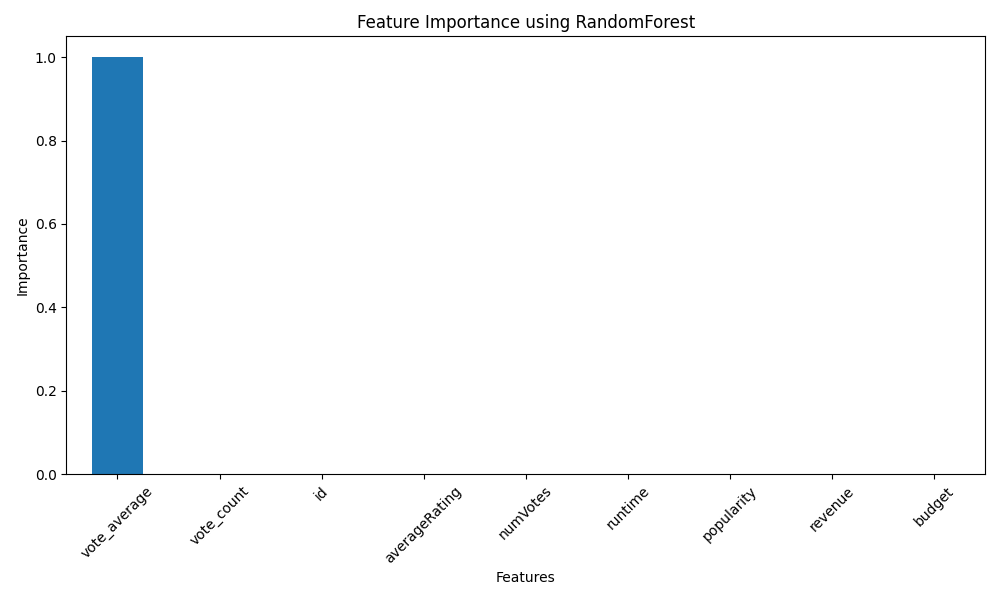 Feature Importance using RandomForest
1.0
0.8
0.6
0.4
0.2
0.0
Importance
vote_average
vote_count
id
averageRating
numVotes
runtime
popularity
revenue
budget
Features